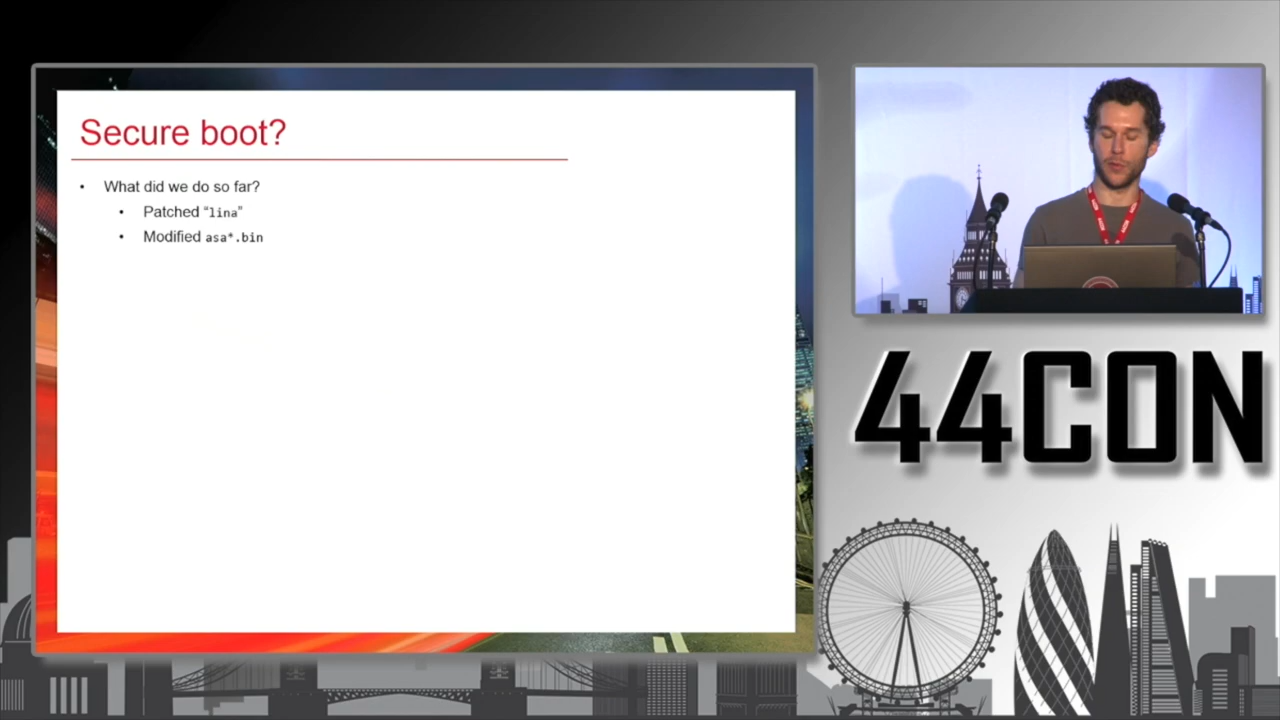 Secure boot?
• What did we do so far?
• Patched “lina”
• Modified asa*.bin
44CON